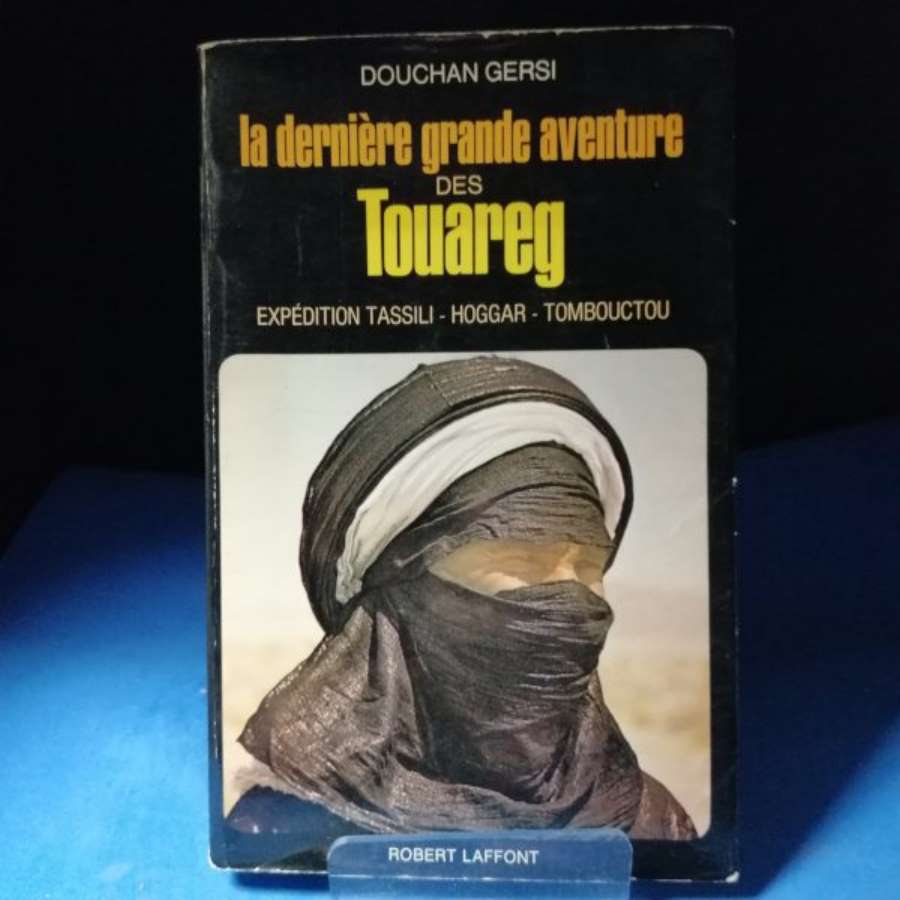 DOUCHAN GERSI
la dernière grande aventure
DES
Touareg
EXPÉDITION TASSILI - HOGGAR - TOMBOUCTOU
ROBERT LAFFONT